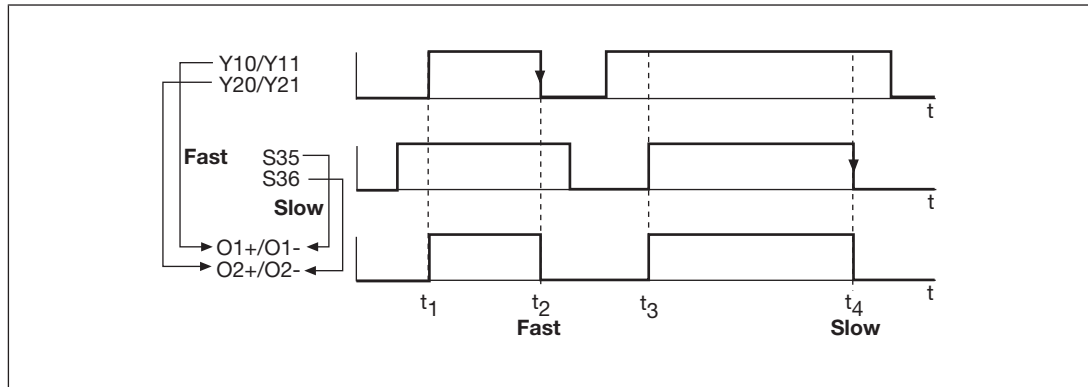 Y10/Y11
Y20/Y21
t
Fast
S35
S36
Slow
t
O1+/O1-
O2+/O2-
t
t1
t2
t3
t4
Fast
Slow